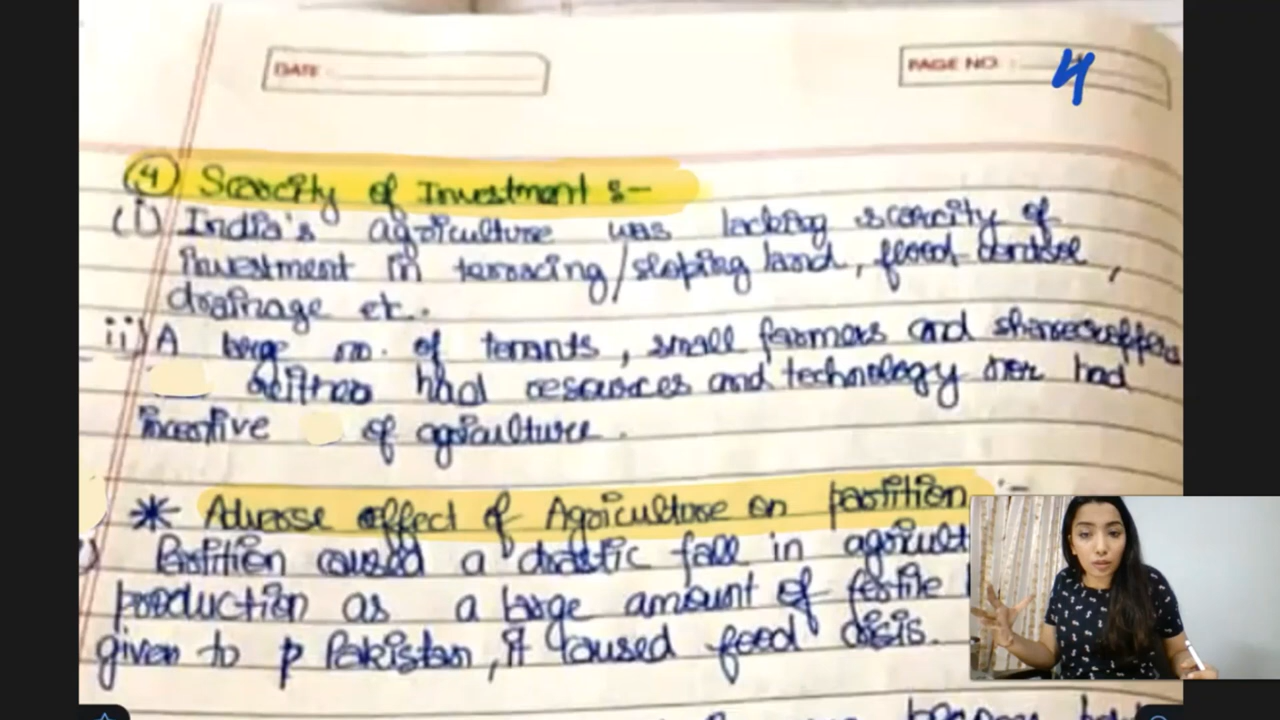 DATE
PAGE NO 4
4 Scarcity of Investment :-
(i) India's agriculture was lacking scarcity of
investment in terracing/sloping land, flood control,
drainage etc.
ii) A large no. of tenants, small farmers and
neither had resources and technology nor had
incentive of agriculture.
* Adverse effect of Agriculture on partition :-
Partition caused a drastic fall in agricult
production as a large amount of fertile
given to p Pakistan, it caused food crisis.